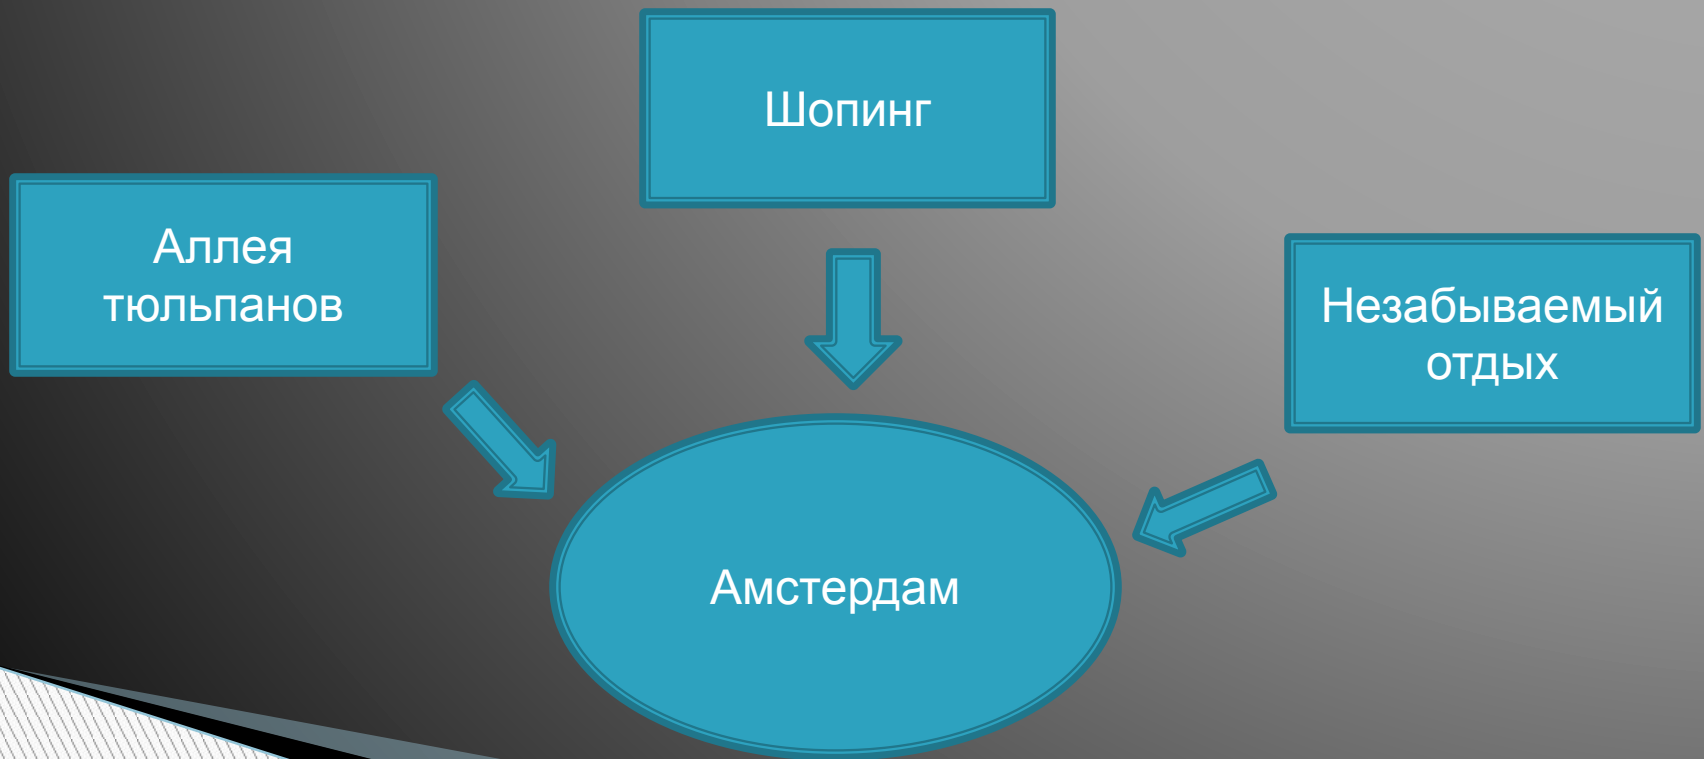 Шопинг
Аллея
тюльпанов
Незабываемый
отдых
Амстердам